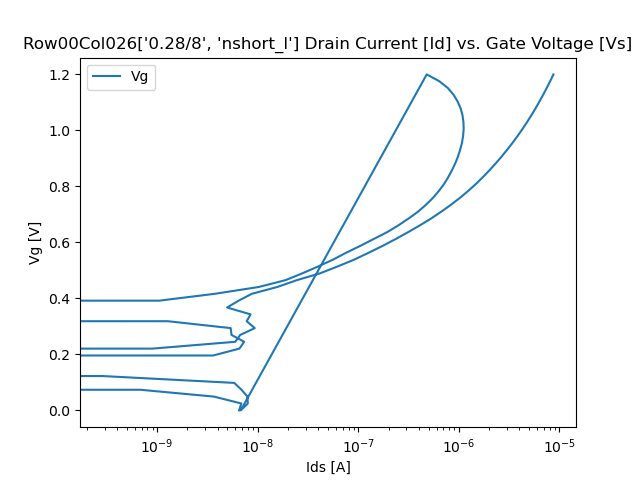 Row00Col026['0.28/8', 'nshort_l'] Drain Current [Id] vs. Gate Voltage [Vs]
Vg
1.2
1.0
0.8
0.6
0.4
0.2
0.0
Vg [V]
10⁻⁹ 10⁻⁸ 10⁻⁷ 10⁻⁶ 10⁻⁵
Ids [A]